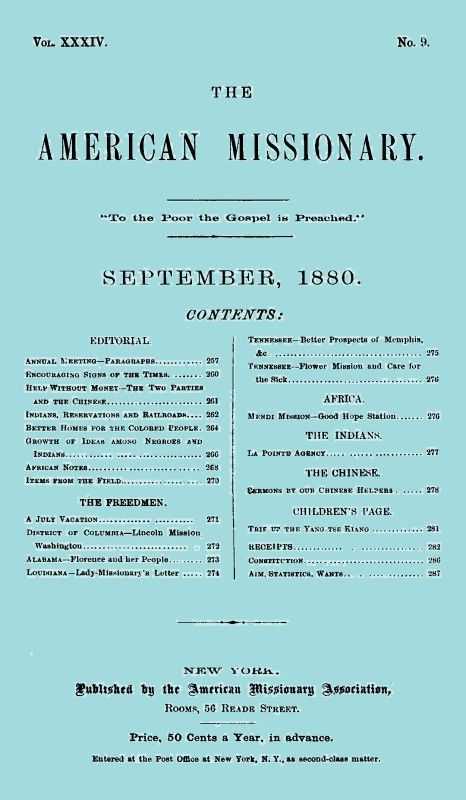 Vol. XXXIV.
No. 9.
THE
AMERICAN MISSIONARY.
"To the Poor the Gospel is Preached."
SEPTEMBER, 1880.
CONTENTS:
EDITORIAL.
Annual Meeting—Paragraphs............ 257
Encouraging Signs of the Times. ....... 260
Help Without Money—The Two Parties
and the Chinese....................... 261
Indians, Reservations and Railroads.... 262
Better Homes for the Colored People. 264
Growth of Ideas among Negroes and
Indians................................... 266
African Notes............................ 268
Items from the Field.................... 270
THE FREEDMEN.
A July Vacation.............. ........... 271
District of Columbia—Lincoln Mission
Washington........................... 272
Alabama—Florence and her People......... 273
Louisiana—Lady-Missionary's Letter ..... 274
Tennessee—Better Prospects of Memphis,
&c ................................... 275
Tennessee—Flower Mission and Care for
the Sick................................. 276
AFRICA.
Mendi Mission—Good Hope Station....... 276
THE INDIANS.
La Pointe Agency..... .................. 277
THE CHINESE.
Sermons by our Chinese Helpers . ..... 278
CHILDREN'S PAGE.
Trip up the Yang-tse Kiang ............. 281
RECEIPTS............ . ................ 282
Constitution............................. 286
Aim, Statistics, Wants.. . .............. 287
NEW YORK.
Published by the American Missionary Association,
Rooms, 56 Reade Street.
Price, 50 Cents a Year, in advance.
Entered at the Post Office at New York, N. Y., as second-class matter.